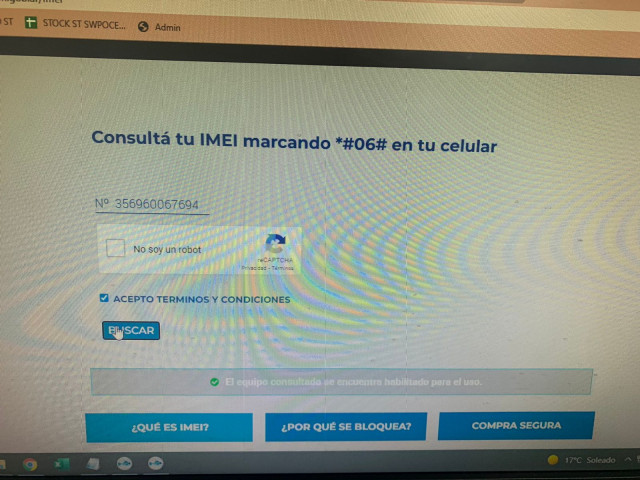 ST
STOCK ST SWPOCE...
Admin
Consultá tu IMEI marcando *#06# en tu celular
Nº 356960067694
No soy un robot
reCAPTCHA
Privacidad - Términos
ACEPTO TERMINOS Y CONDICIONES
BUSCAR
El equipo consultado se encuentra habilitado para el uso.
¿QUÉ ES IMEI?
¿POR QUÉ SE BLOQUEA?
COMPRA SEGURA
17°C Soleado